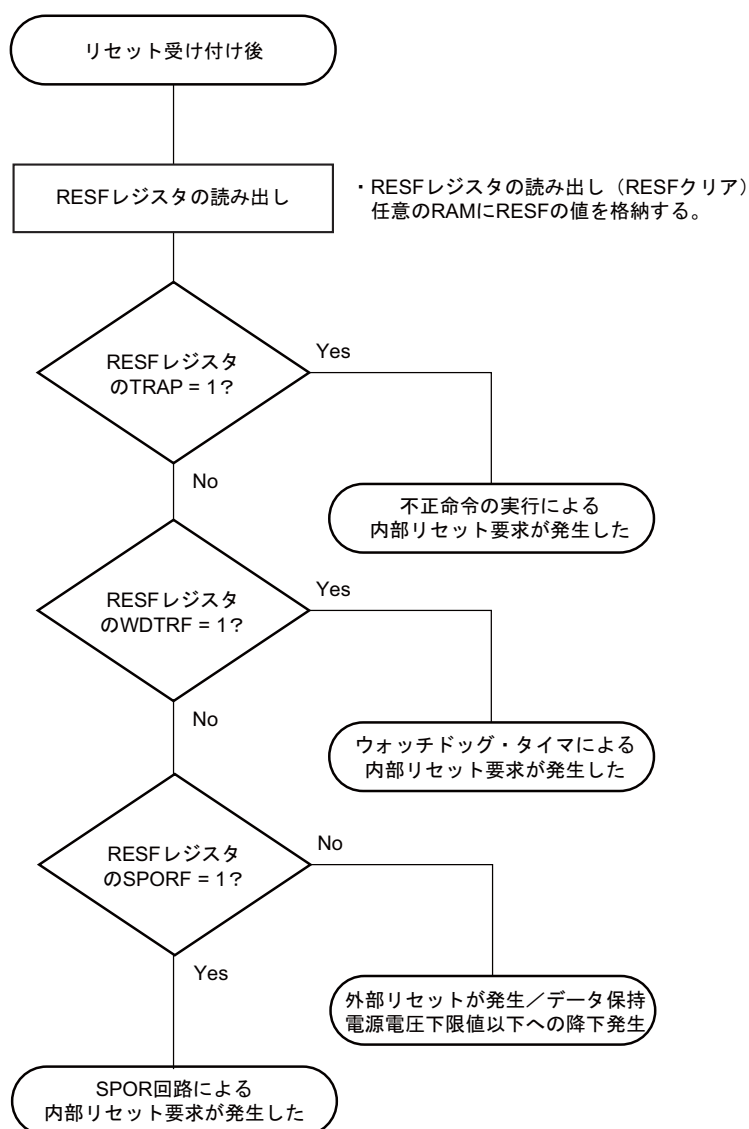 リセット受け付け後
RESFレジスタの読み出し
・RESFレジスタの読み出し（RESFクリア）
任意のRAMにRESFの値を格納する。
RESFレジスタ
のTRAP = 1？
Yes
No
不正命令の実行による
内部リセット要求が発生した
RESFレジスタ
のWDTRF = 1？
Yes
No
ウォッチドッグ・タイマによる
内部リセット要求が発生した
RESFレジスタ
のSPORF = 1？
No
Yes
外部リセットが発生／データ保持
電源電圧下限値以下への降下発生
SPOR回路による
内部リセット要求が発生した